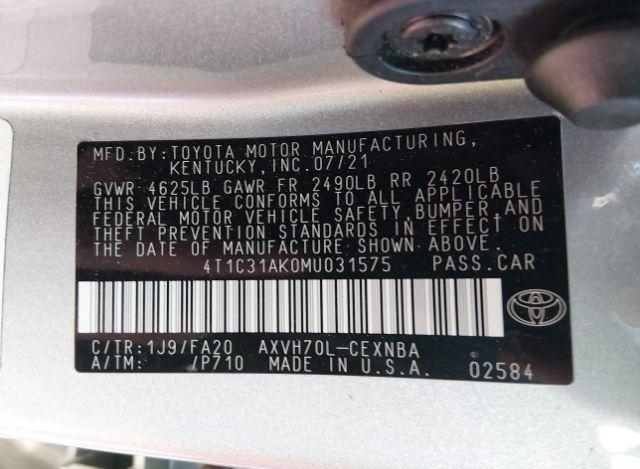 MFD.BY:TOYOTA MOTOR MANUFACTURING,
KENTUCKY,INC.07/21
GVWR 4625LB GAWR FR 2490LB RR 2420LB
THIS VEHICLE CONFORMS TO ALL APPLICABLE
FEDERAL MOTOR VEHICLE SAFETY,BUMPER,AND
THEFT PREVENTION STANDARDS IN EFFECT ON
THE DATE OF MANUFACTURE SHOWN ABOVE.
4T1C31AK0MU031575 PASS.CAR
C/TR:1J9/FA20 AXVH70L-CEXNBA
A/TM: /P710 MADE IN U.S.A. 02584
TOYOTA